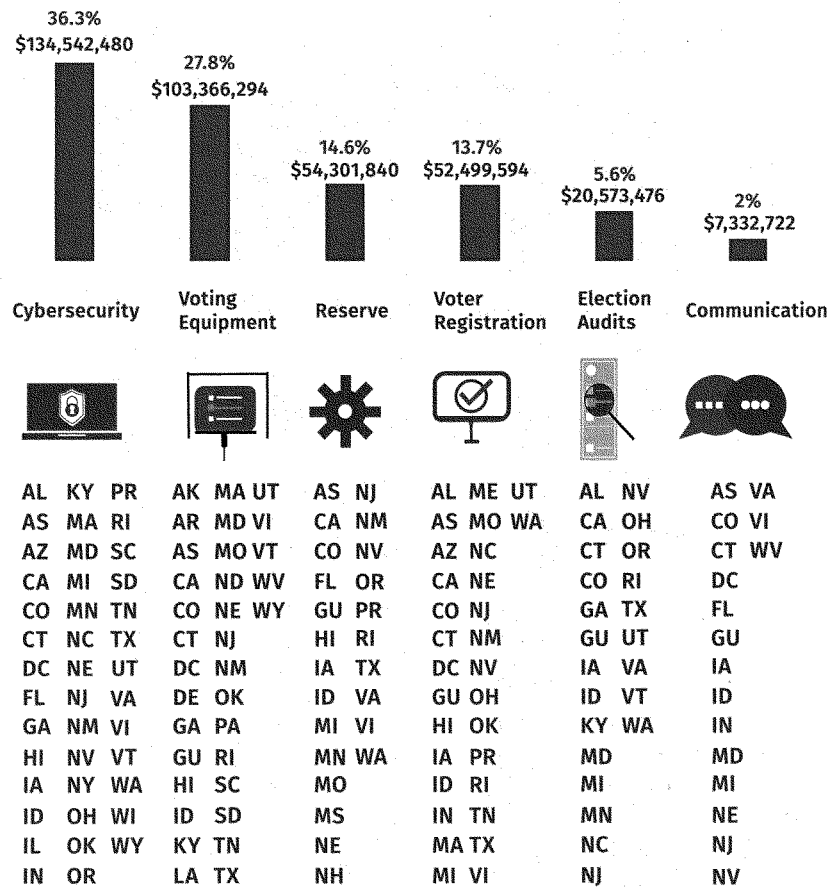 36.3%
$134,542,480
27.8%
$103,366,294
14.6%
$54,301,840
13.7%
$52,499,594
5.6%
$20,573,476
2%
$7,332,722
Cybersecurity
Voting
Equipment
Reserve
Voter
Registration
Election
Audits
Communication
AL KY PR
AS MA RI
AZ MD SC
CA MI SD
CO MN TN
CT NC TX
DC NE UT
FL NJ VA
GA NM VI
HI NV VT
IA NY WA
ID OH WI
IL OK WY
IN OR
AK MA UT
AR MD VI
AS MO VT
CA ND WV
CO NE WY
CT NJ
DC NM
DE OK
GA PA
GU RI
HI SC
ID SD
KY TN
LA TX
AS NJ
CA NM
CO NV
FL OR
GU PR
HI RI
IA TX
ID VA
MI VI
MN WA
MO
MS
NE
NH
AL ME UT
AS MO WA
AZ NC
CA NE
CO NJ
CT NM
DC NV
GU OH
HI OK
IA PR
ID RI
IN TN
MA TX
MI VI
AL NV
CA OH
CT OR
CO RI
GA TX
GU UT
IA VA
ID VT
KY WA
MD
MI
MN
NC
NJ
AS VA
CO VI
CT WV
DC
FL
GU
IA
ID
IN
MD
MI
NE
NJ
NV